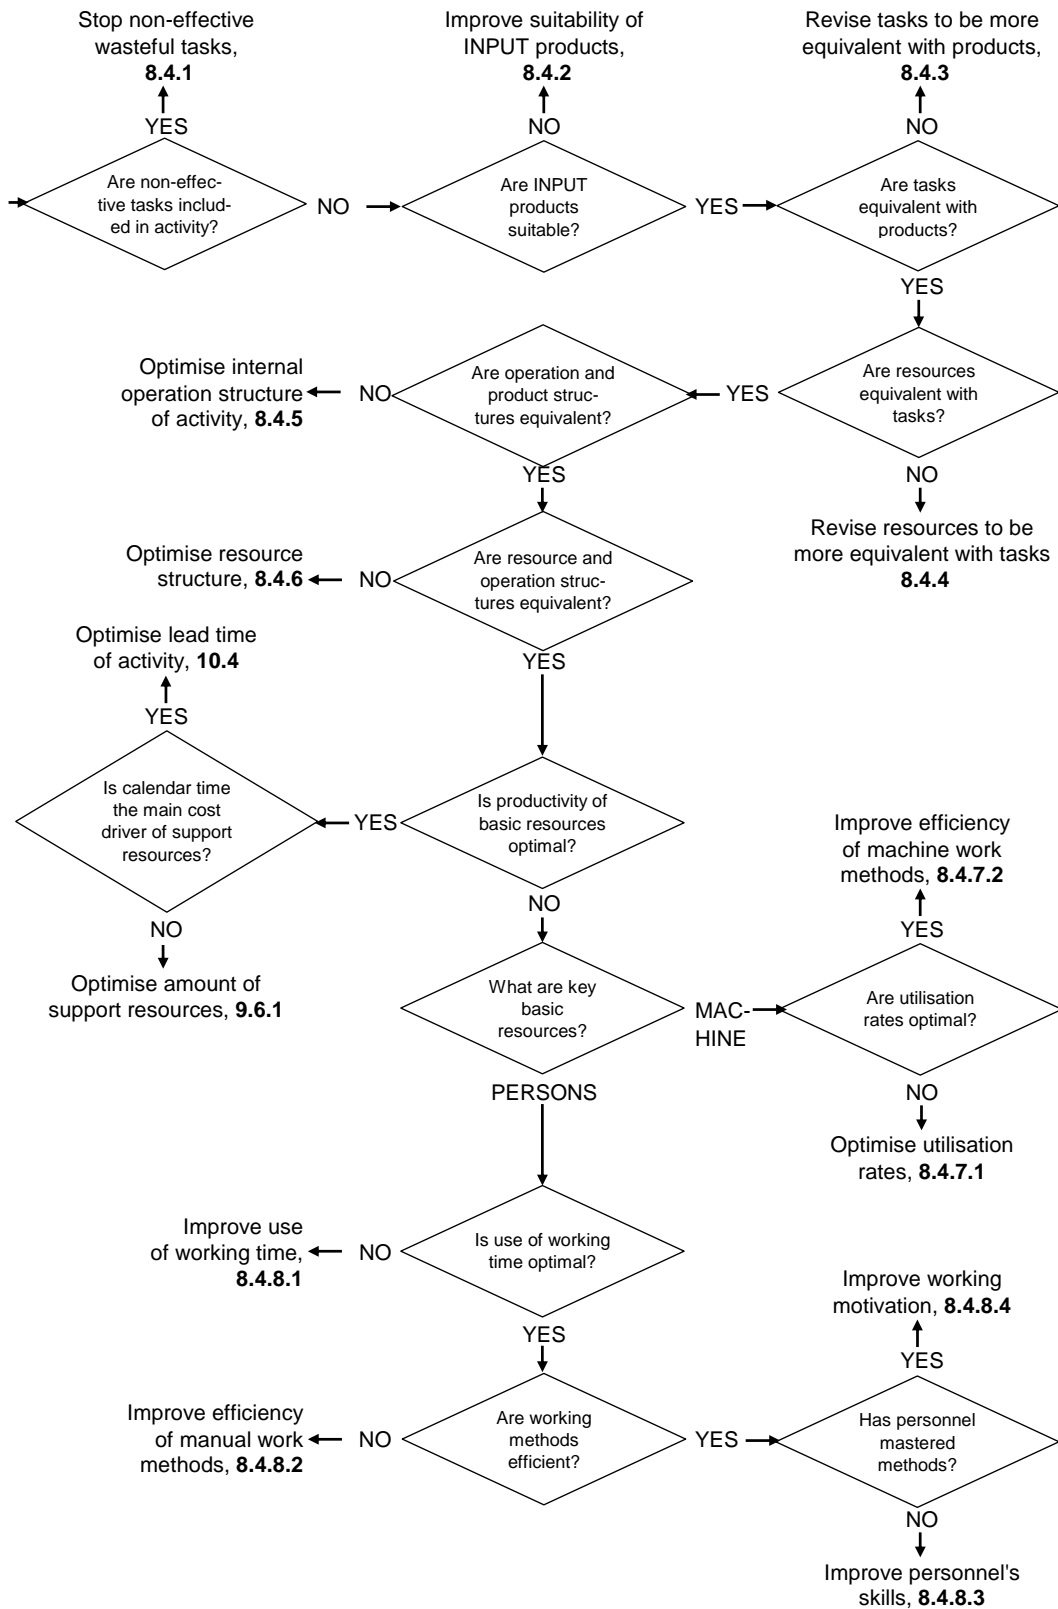 Stop non-effective
wasteful tasks,
8.4.1
YES
Are non-effec-
tive tasks includ-
ed in activity?
NO
Improve suitability of
INPUT products,
8.4.2
NO
Are INPUT
products
suitable?
YES
Revise tasks to be more
equivalent with products,
8.4.3
NO
Are tasks
equivalent with
products?
YES
Are resources
equivalent with
tasks?
NO
Revise resources to be
more equivalent with tasks
8.4.4
YES
Are operation and
product struc-
tures equivalent?
NO
Optimise internal
operation structure
of activity, 8.4.5
YES
Are resource and
operation struc-
tures equivalent?
NO
Optimise resource
structure, 8.4.6
YES
Is productivity of
basic resources
optimal?
YES
Is calendar time
the main cost
driver of support
resources?
YES
Optimise lead time
of activity, 10.4
NO
Optimise amount of
support resources, 9.6.1
NO
What are key
basic
resources?
MAC-
HINE
Are utilisation
rates optimal?
YES
Improve efficiency
of machine work
methods, 8.4.7.2
NO
Optimise utilisation
rates, 8.4.7.1
PERSONS
Is use of working
time optimal?
NO
Improve use
of working time,
8.4.8.1
YES
Are working
methods
efficient?
NO
Improve efficiency
of manual work
methods, 8.4.8.2
YES
Has personnel
mastered
methods?
YES
Improve working
motivation, 8.4.8.4
NO
Improve personnel's
skills, 8.4.8.3